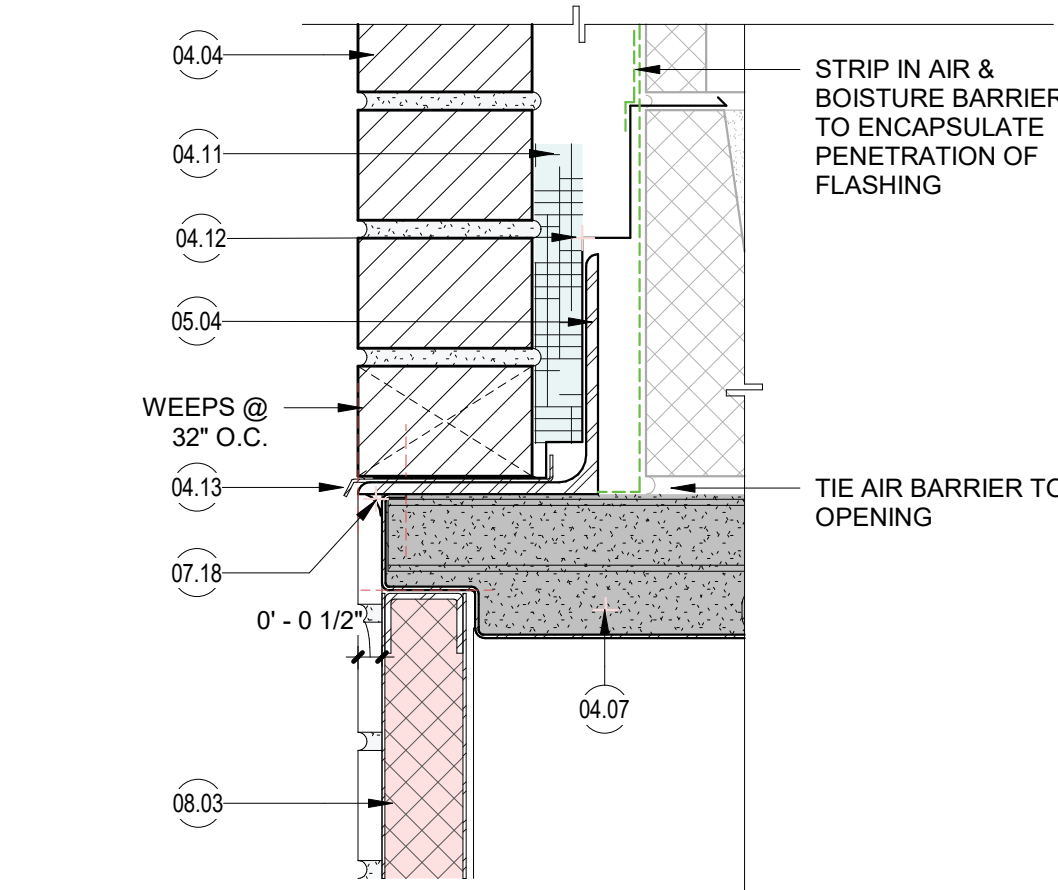 04.04
STRIP IN AIR &
BOISTURE BARRIER
TO ENCAPSULATE
PENETRATION OF
FLASHING
04.11
04.12
05.04
WEEPS @
32" O.C.
04.13
TIE AIR BARRIER TO
OPENING
07.18
0' - 0 1/2"
04.07
08.03